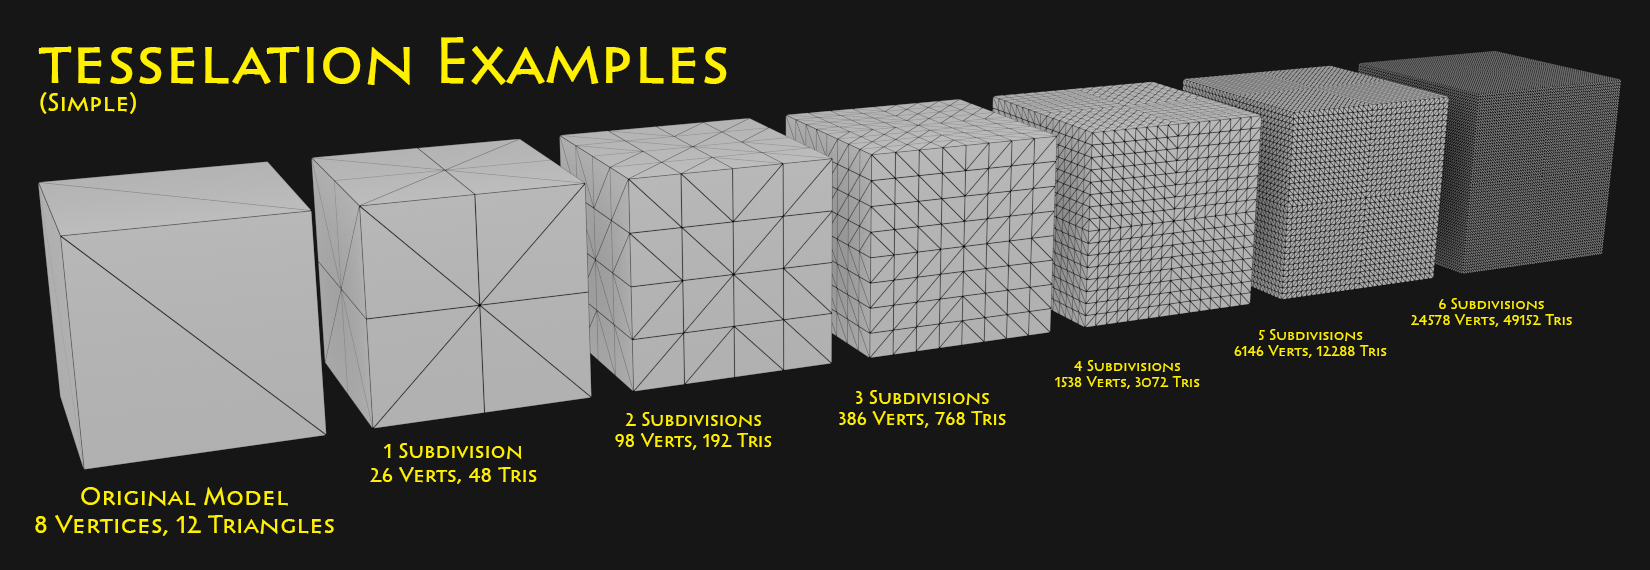 tesselation Examples
(Simple)
Original Model
8 Vertices, 12 Triangles
1 Subdivision
26 Verts, 48 Tris
2 Subdivisions
98 Verts, 192 Tris
3 Subdivisions
386 Verts, 768 Tris
4 Subdivisions
1538 Verts, 3072 Tris
5 Subdivisions
6146 Verts, 12288 Tris
6 Subdivisions
24578 Verts, 49152 Tris